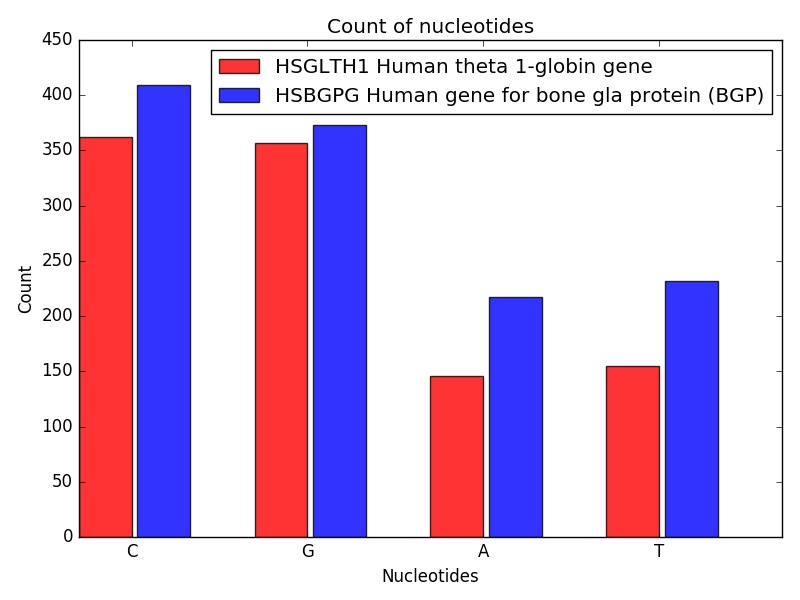 Count of nucleotides
HSGLTH1 Human theta 1-globin gene
HSBGPG Human gene for bone gla protein (BGP)
450
400
350
300
250
200
150
100
50
0
Count
C G A T
Nucleotides